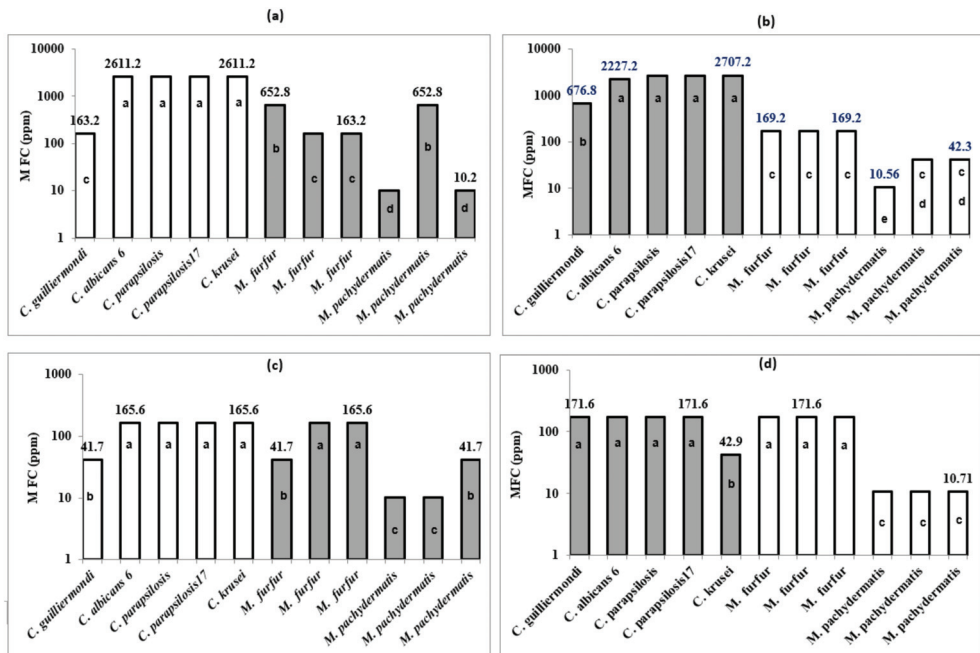 (a)
10000
1000
100
10
1
M FC (ppm)
163.2
2611.2
2611.2
652.8
163.2
652.8
10.2
c
a
a
a
a
b
c
c
d
b
d
C. guilliermondi
C. albicans 6
C. parapsilosis
C. parapsilosis17
C. krusei
M. furfur
M. furfur
M. furfur
M. pachydermatis
M. pachydermatis
M. pachydermatis
(b)
10000
1000
100
10
1
MFC (ppm)
676.8
2227.2
2707.2
169.2
169.2
10.56
42.3
b
a
a
a
a
c
c
c
e
c
d
c
d
C. guilliermondi
C. albicans 6
C. parapsilosis
C. parapsilosis17
C. krusei
M. furfur
M. furfur
M. furfur
M. pachydermatis
M. pachydermatis
M. pachydermatis
(c)
1000
100
10
1
M FC (ppm)
41.7
165.6
165.6
41.7
165.6
41.7
b
a
a
a
a
b
a
a
c
c
b
C. guilliermondi
C. albicans 6
C. parapsilosis
C. parapsilosis17
C. krusei
M. furfur
M. furfur
M. furfur
M. pachydermatis
M. pachydermatis
M. pachydermatis
(d)
1000
100
10
1
MFC (ppm)
171.6
171.6
42.9
171.6
10.71
a
a
a
a
b
a
a
a
c
c
c
C. guilliermondi
C. albicans 6
C. parapsilosis
C. parapsilosis17
C. krusei
M. furfur
M. furfur
M. furfur
M. pachydermatis
M. pachydermatis
M. pachydermatis